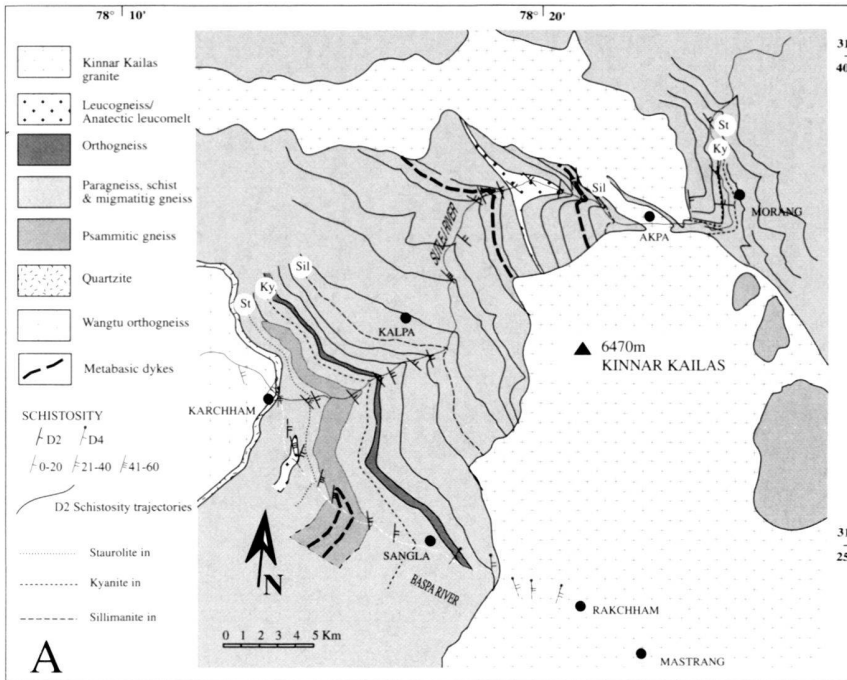 78° 10'
78° 20'
31
40
31
25
Kinnar Kailas
granite
Leucogneiss/
Anatectic leucomelt
Orthogneiss
Paragneiss, schist
& migmatitig gneiss
Psammitic gneiss
Quartzite
Wangtu orthogneiss
Metabasic dykes
SCHISTOSITY
D2 D4
0-20 21-40 41-60
D2 Schistosity trajectories
Staurolite in
Kyanite in
Sillimanite in
A
St
Ky
Sil
MORANG
AKPA
RIVER
Sil
Ky
St
KALPA
6470m
KINNAR KAILAS
KARCHHAM
N
SANGLA
BASPA RIVER
0 1 2 3 4 5 Km
RAKCHHAM
MASTRANG